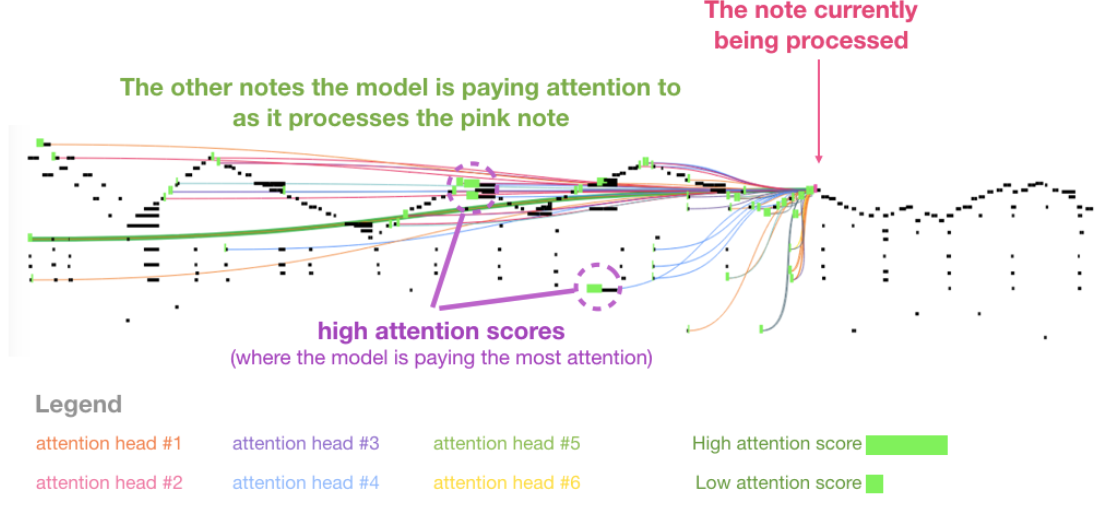 The note currently
being processed
The other notes the model is paying attention to
as it processes the pink note
high attention scores
(where the model is paying the most attention)
Legend
attention head #1
attention head #3
attention head #5
High attention score
attention head #2
attention head #4
attention head #6
Low attention score